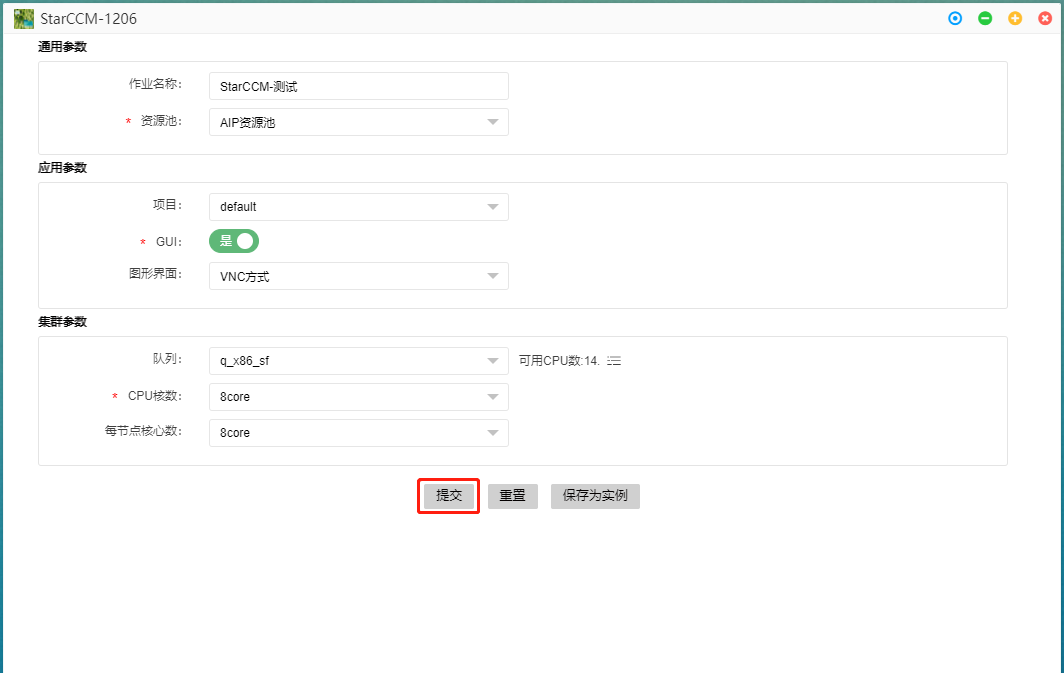 StarCCM-1206
通用参数
作业名称: StarCCM-测试
* 资源池: AIP资源池
应用参数
项目: default
* GUI: 是
图形界面: VNC方式
集群参数
队列: q_x86_sf 可用CPU数:14.
* CPU核数: 8core
每节点核心数: 8core
提交 重置 保存为实例